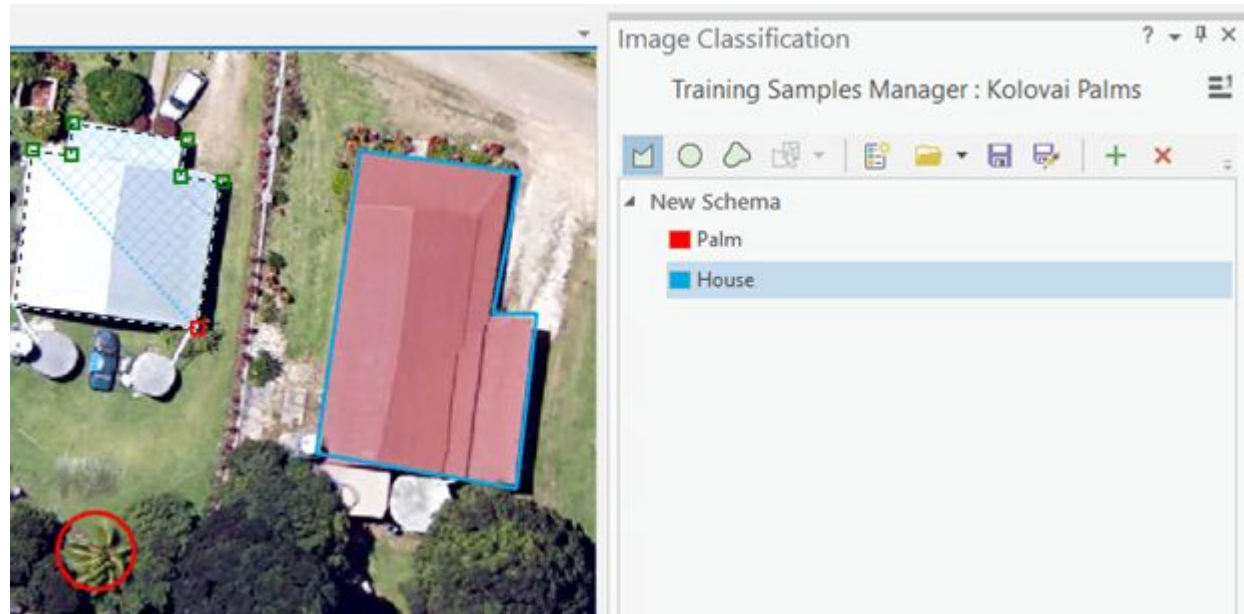 Image Classification
Training Samples Manager : Kolovai Palms
New Schema
Palm
House